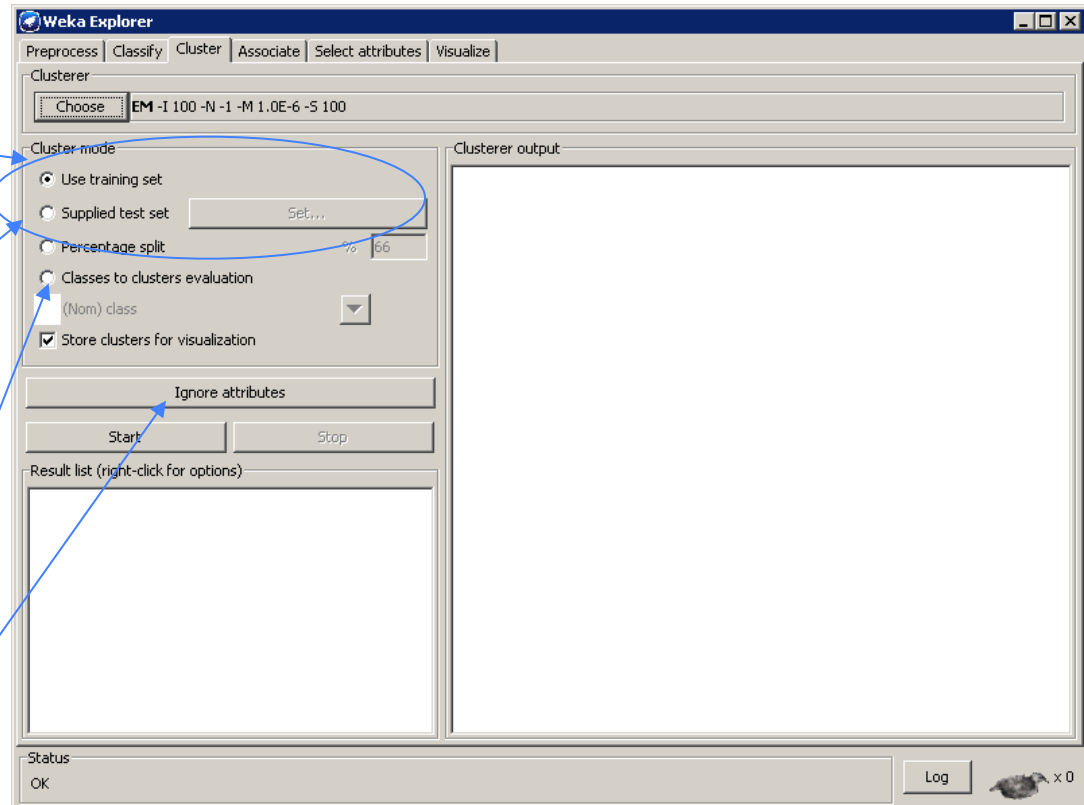 Weka Explorer
Preprocess Classify Cluster Associate Select attributes Visualize
Clusterer
Choose EM -I 100 -N -1 -M 1.0E-6 -S 100
Cluster mode
Use training set
Supplied test set Set...
Percentage split % 66
Classes to clusters evaluation
(Nom) class
Store clusters for visualization
Ignore attributes
Start Stop
Result list (right-click for options)
Clusterer output
Status
OK
Log x 0